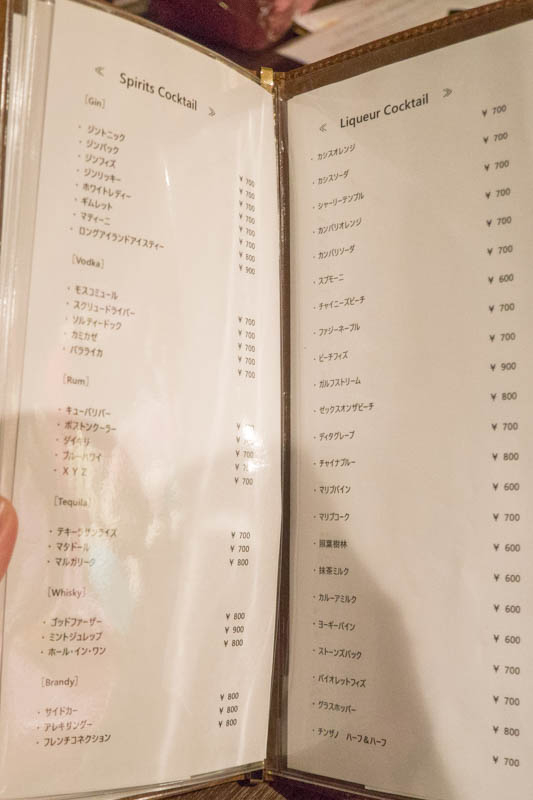 ≪ Spirits Cocktail ≫
[Gin]
・ジントニック ￥700
・ジンバック ￥700
・ジンフィズ ￥700
・ジンリッキー ￥700
・ホワイトレディー ￥700
・ギムレット ￥700
・マティーニ ￥800
・ロングアイランドアイスティー ￥900
[Vodka]
・モスコミュール ￥700
・スクリュードライバー ￥700
・ソルティードック ￥700
・カミカゼ ￥700
・バラライカ ￥700
[Rum]
・キューバリバー ￥700
・ボストンクーラー ￥700
・ダイキリ ￥700
・ブルーハワイ ￥700
・ＸＹＺ ￥700
[Tequila]
・テキーラサンライズ ￥700
・マタドール ￥700
・マルガリータ ￥800
[Whisky]
・ゴッドファーザー ￥800
・ミントジュレップ ￥900
・ホール・イン・ワン ￥800
[Brandy]
・サイドカー ￥800
・アレキサンダー ￥800
・フレンチコネクション ￥800
≪ Liqueur Cocktail ≫
・カシスオレンジ ￥700
・カシスソーダ ￥700
・シャーリーテンプル ￥700
・カンパリオレンジ ￥700
・カンパリソーダ ￥700
・スプモーニ ￥700
・チャイニーズピーチ ￥600
・ファジーネーブル ￥700
・ピーチフィズ ￥700
・ガルフストリーム ￥900
・ゼックスオンザビーチ ￥800
・ディタグレープ ￥700
・チャイナブルー ￥800
・マリブパイン ￥600
・マリブコーク ￥700
・照葉樹林 ￥600
・抹茶ミルク ￥600
・カルーアミルク ￥600
・ヨーギーパイン ￥600
・ストーンズバック ￥700
・バイオレットフィズ ￥700
・グラスホッパー ￥800
・チンザノ ハーフ＆ハーフ ￥700